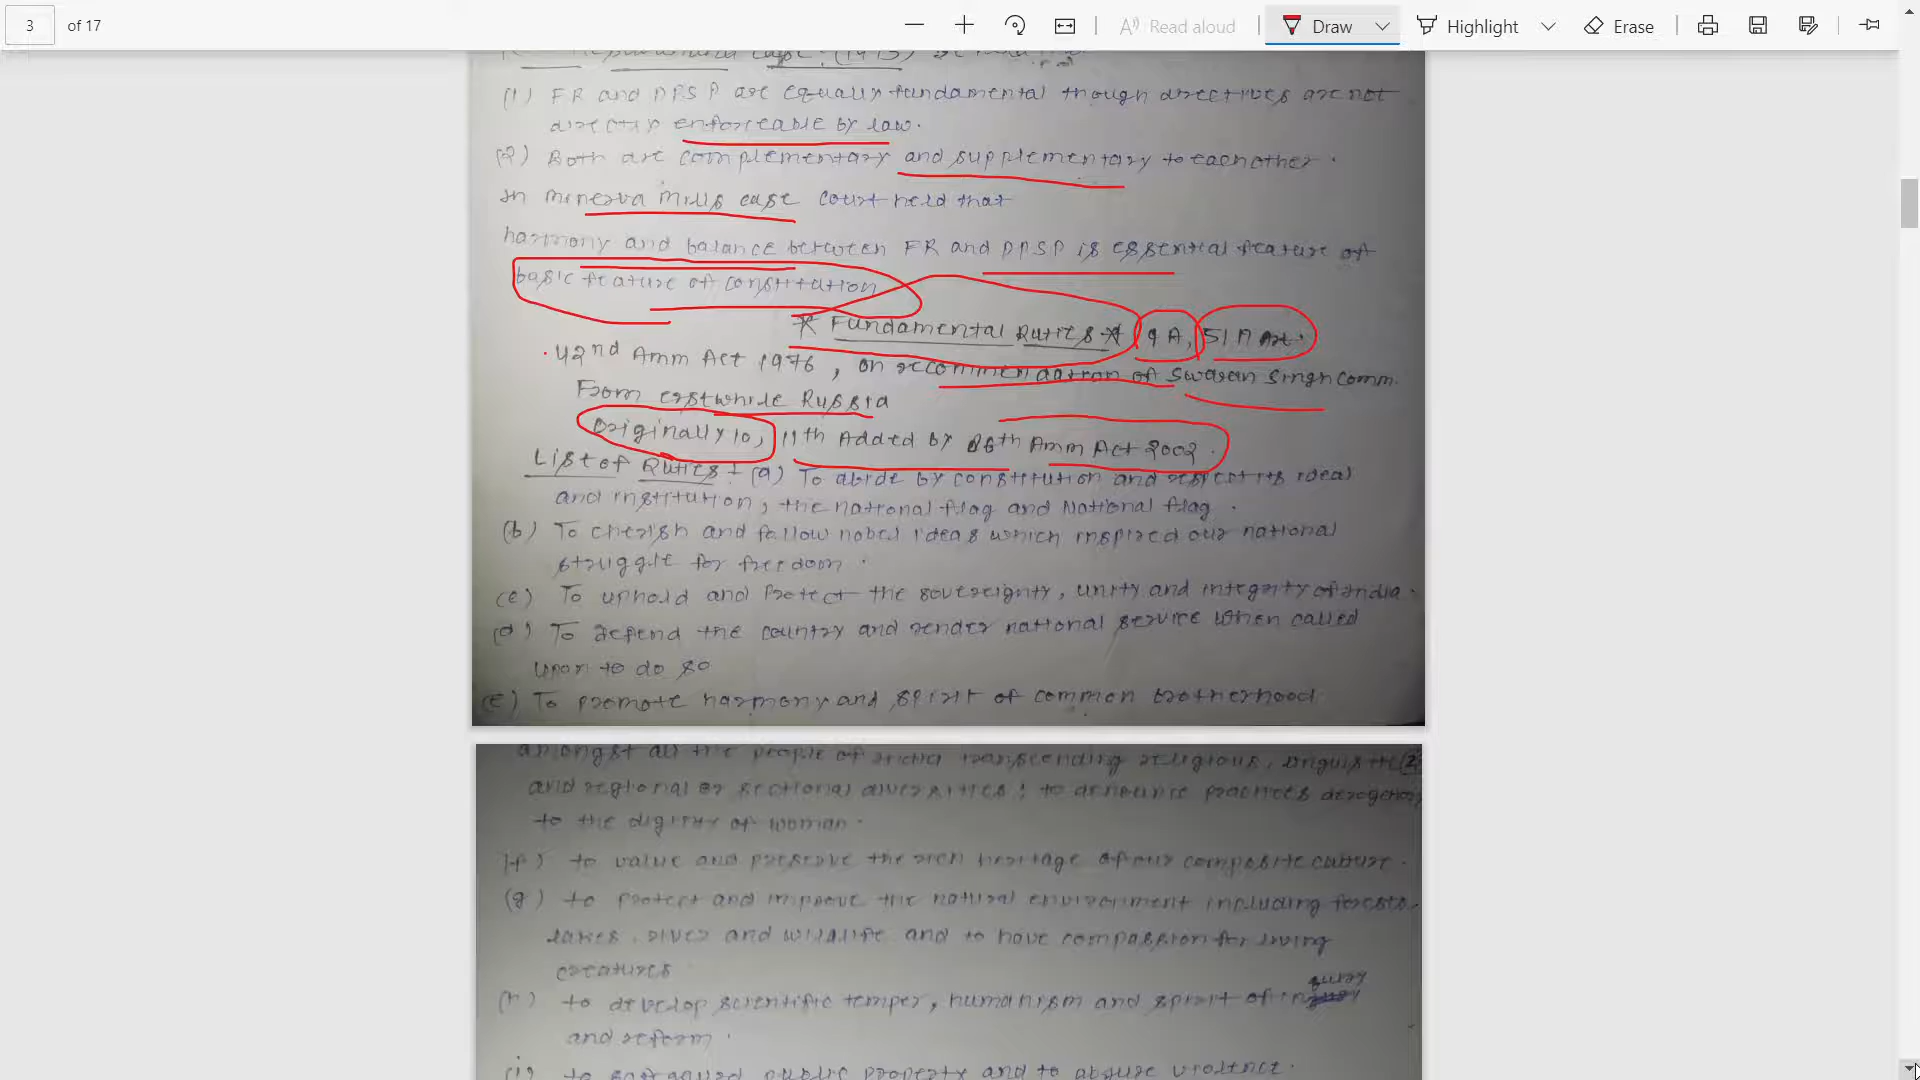 3 of 17 Read aloud Draw Highlight Erase
case (1973)
(1) FR and DPSP are equally fundamental though directives are not
directly enforceable by law.
(2) Both are complementary and supplementary to each other.
In Minerva Mills case court held that
harmony and balance between FR and DPSP is essential feature of
basic feature of constitution
* Fundamental Duties * 4A, 51A Art.
42nd Amm Act 1976, on recommendation of Swaran Singh comm.
From erstwhile Russia
Originally 10, 11th Added by 86th Amm Act 2002.
List of Duties :- (a) To abide by constitution and respect its ideal
and institution, the national flag and National flag.
(b) To cherish and follow nobel ideas which inspired our national
struggle for freedom.
(c) To uphold and Protect the sovereignty, unity and integrity of India.
(d) To defend the country and render national service when called
upon to do so
(e) To promote harmony and spirit of common brotherhood
amongst all the people of India transcending religious, linguistic
and regional or sectional diversities; to practices derogatory
to the dignity of woman.
(f) to value and preserve the rich heritage of our composite culture.
(g) to protect and improve the natural environment including forests,
lakes, river and wildlife and to have compassion for living
creatures
(h) to develop scientific temper, humanism and spirit of inquiry
and reform.
(i) to safeguard public property and to abjure violence.